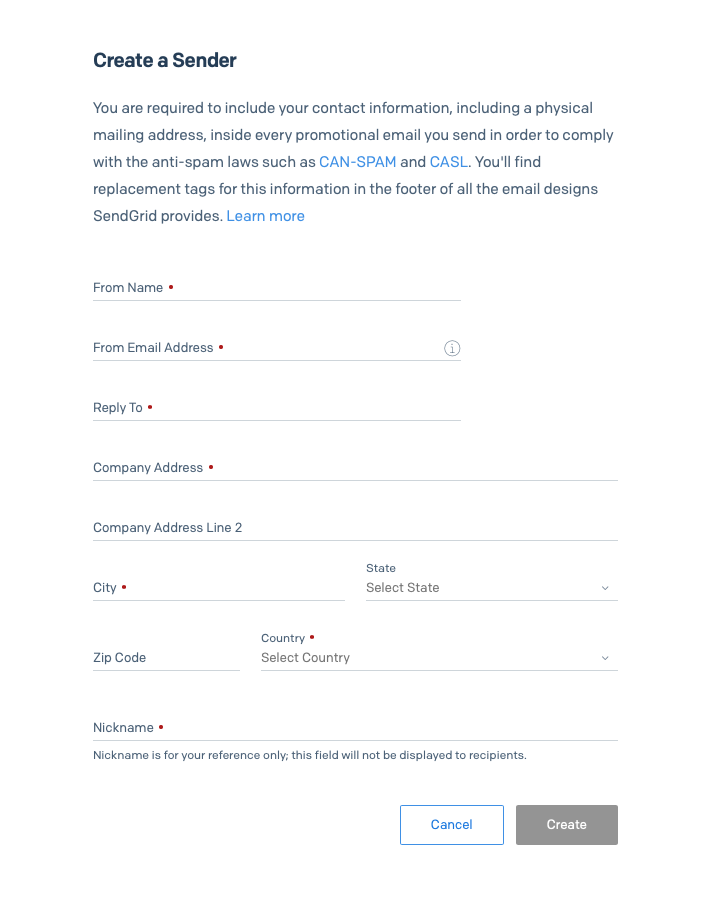 Create a Sender
You are required to include your contact information, including a physical
mailing address, inside every promotional email you send in order to comply
with the anti-spam laws such as CAN-SPAM and CASL. You'll find
replacement tags for this information in the footer of all the email designs
SendGrid provides. Learn more
From Name •
From Email Address •
Reply To •
Company Address •
Company Address Line 2
State
City •
Select State
Country •
Zip Code
Select Country
Nickname •
Nickname is for your reference only; this field will not be displayed to recipients.
Cancel
Create